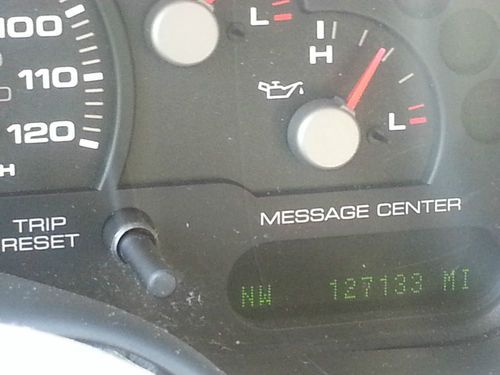 100
110
120
H
L
H
L
TRIP
RESET
MESSAGE CENTER
NW 127133 MI